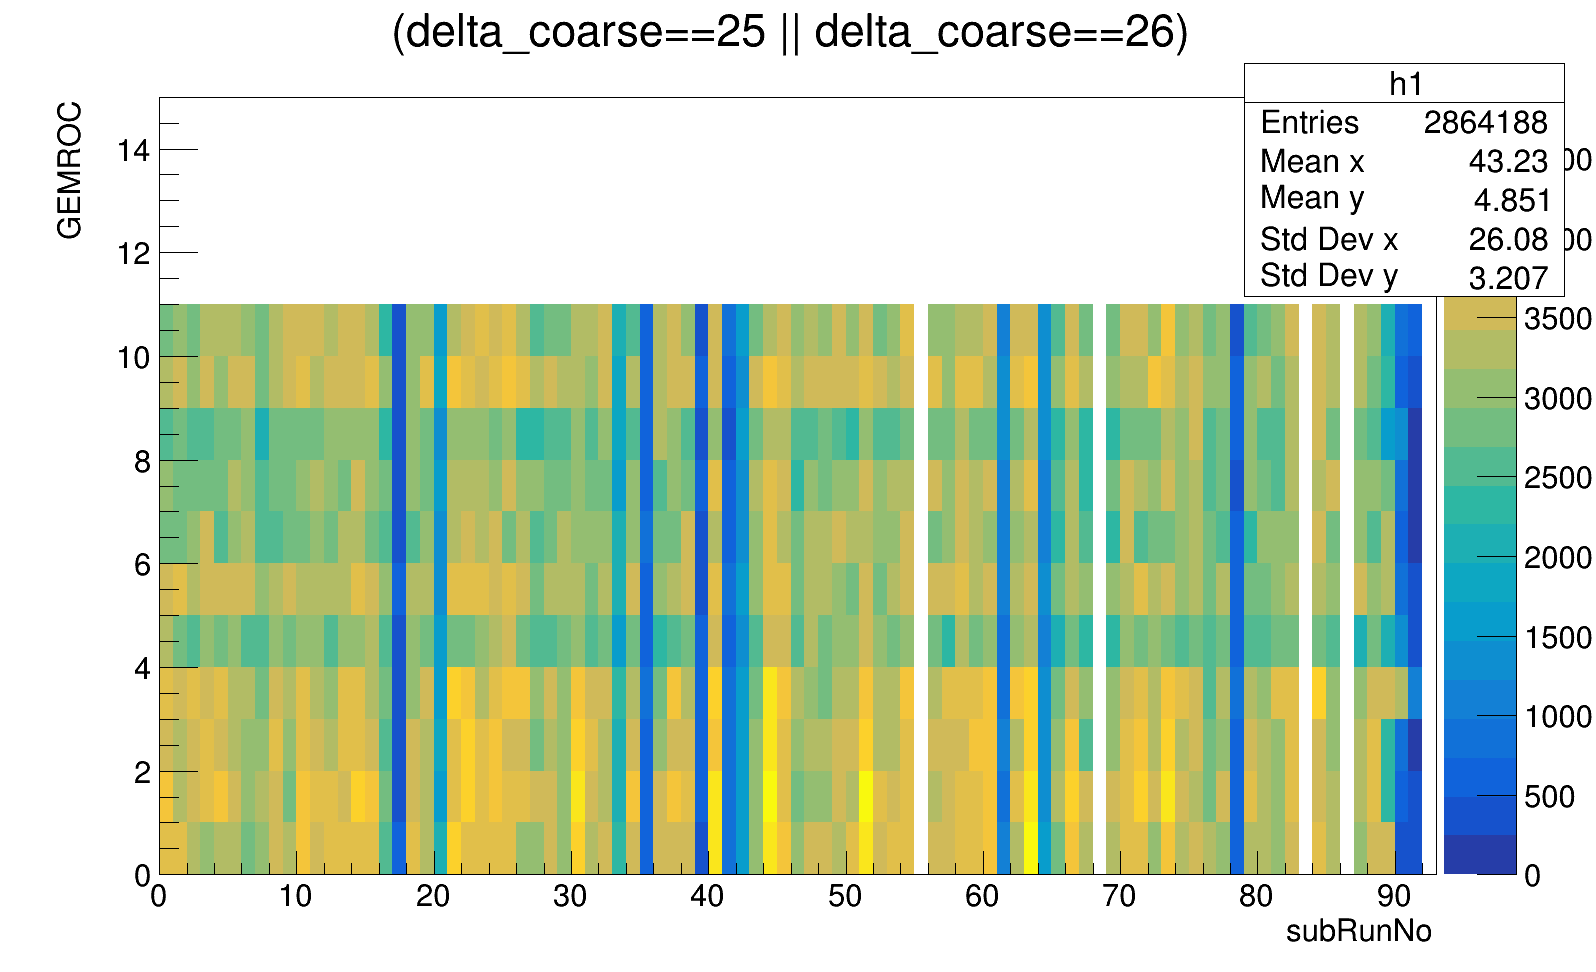 (delta_coarse==25 || delta_coarse==26)
h1
Entries 2864188
Mean x 43.23
Mean y 4.851
Std Dev x 26.08
Std Dev y 3.207
GEMROC
14
12
10
8
6
4
2
0
0 10 20 30 40 50 60 70 80 90
subRunNo
3500
3000
2500
2000
1500
1000
500
0